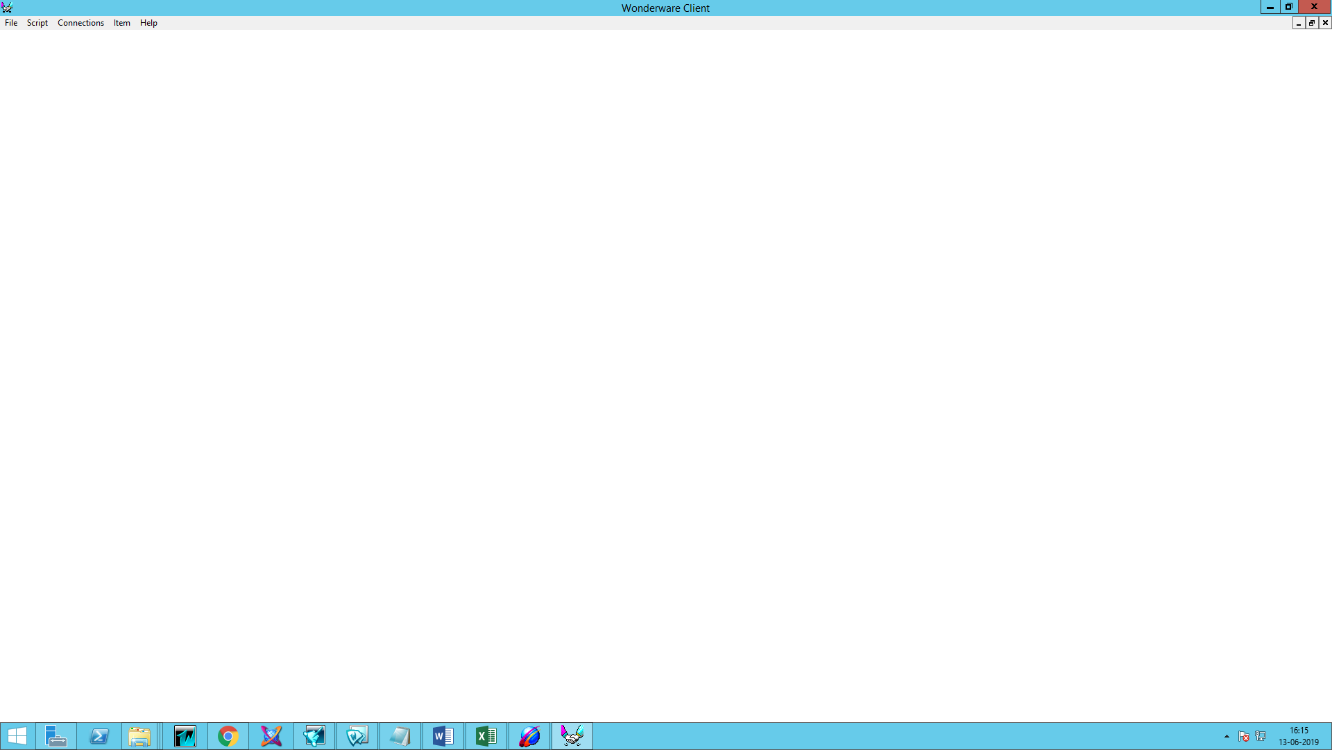 Wonderware Client
File Script Connections Item Help
16:15
13-06-2019